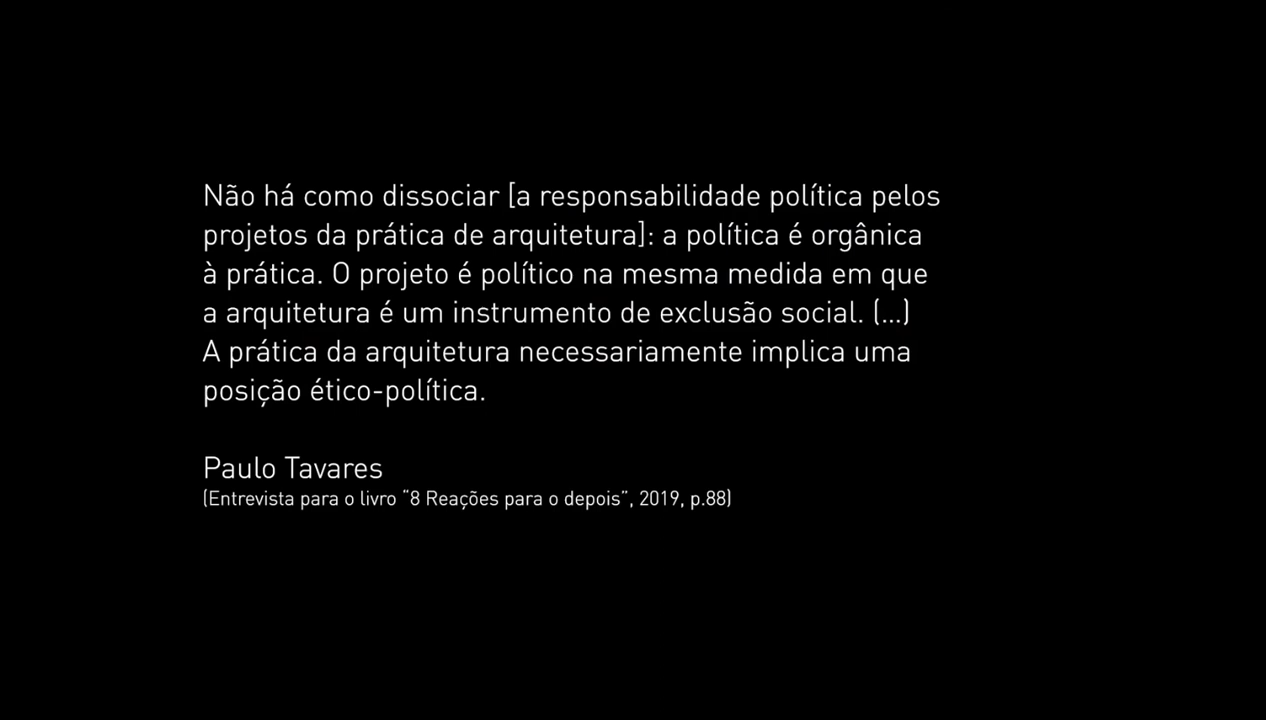 Não há como dissociar [a responsabilidade política pelos
projetos da prática de arquitetura]: a política é orgânica
à prática. O projeto é político na mesma medida em que
a arquitetura é um instrumento de exclusão social. (...)
A prática da arquitetura necessariamente implica uma
posição ético-política.
Paulo Tavares
(Entrevista para o livro “8 Reações para o depois”, 2019, p.88)